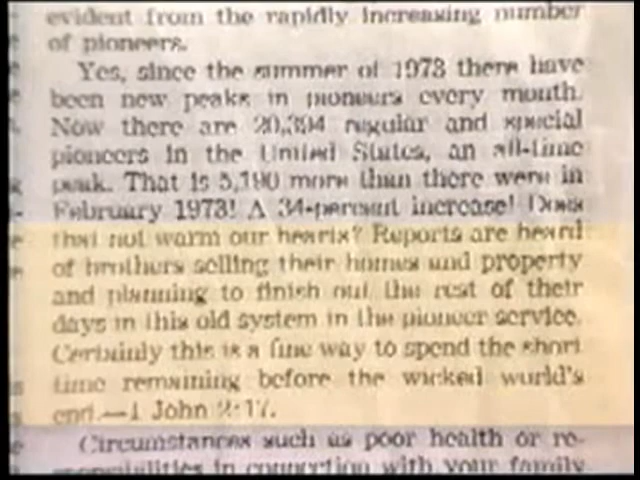 evident from the rapidly increasing number
of pioneers.
Yes, since the summer of 1973 there have
been new peaks in pioneers every month.
Now there are 20,394 regular and special
pioneers in the United States, an all-time
peak. That is 5,190 more than there were in
February 1973! A 34-percent increase! Does
that not warm our hearts? Reports are heard
of brothers selling their homes and property
and planning to finish out the rest of their
days in this old system in the pioneer service.
Certainly this is a fine way to spend the short
time remaining before the wicked world's
end.—1 John 2:17.
Circumstances such as poor health or re-
sponsibilities in connection with your family